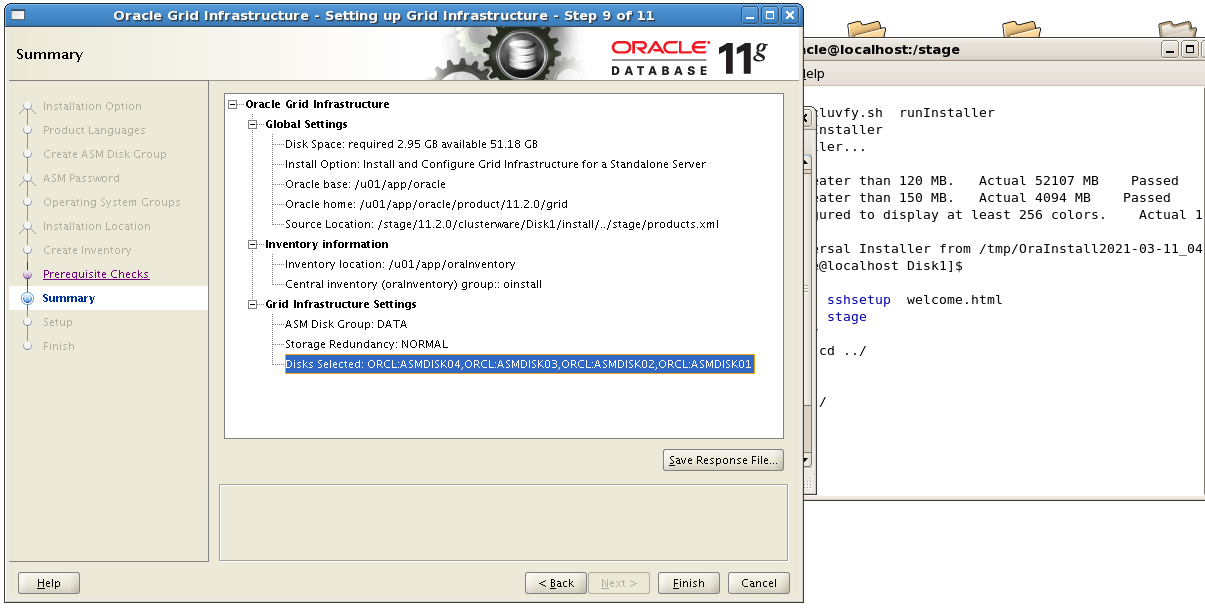 Oracle Grid Infrastructure - Setting up Grid Infrastructure - Step 9 of 11
Summary
ORACLE
DATABASE
11g
Installation Option
Product Languages
Create ASM Disk Group
ASM Password
Operating System Groups
Installation Location
Create Inventory
Prerequisite Checks
Summary
Setup
Finish
Oracle Grid Infrastructure
Global Settings
Disk Space: required 2.95 GB available 51.18 GB
Install Option: Install and Configure Grid Infrastructure for a Standalone Server
Oracle base: /u01/app/oracle
Oracle home: /u01/app/oracle/product/11.2.0/grid
Source Location: /stage/11.2.0/clusterware/Disk1/install/../stage/products.xml
Inventory information
Inventory location: /u01/app/oraInventory
Central inventory (oraInventory) group:: oinstall
Grid Infrastructure Settings
ASM Disk Group: DATA
Storage Redundancy: NORMAL
Disks Selected: ORCL:ASMDISK04,ORCL:ASMDISK03,ORCL:ASMDISK02,ORCL:ASMDISK01
Save Response File...
Help
< Back
Next >
Finish
Cancel
acle@localhost:/stage
elp
luvfy.sh  runInstaller
nstaller
ler...
eater than 120 MB.   Actual 52107 MB    Passed
eater than 150 MB.   Actual 4094 MB    Passed
gured to display at least 256 colors.    Actual 1
ersal Installer from /tmp/OraInstall2021-03-11_04
e@localhost Disk1]$
sshsetup  welcome.html
stage
cd ../
/